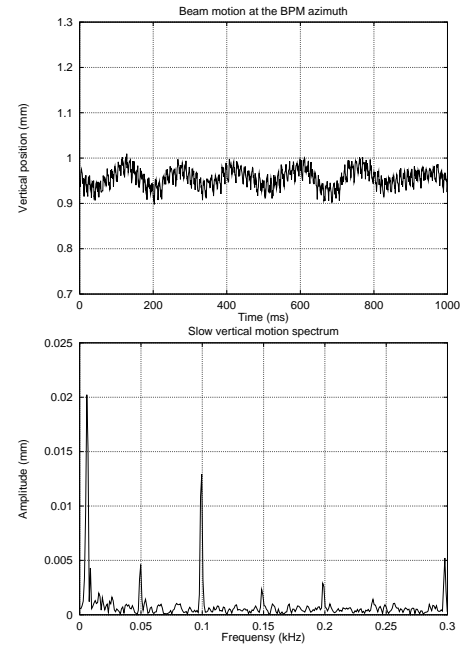 Beam motion at the BPM azimuth
1.3
1.2
1.1
1
0.9
0.8
0.7
Vertical position (mm)
0 200 400 600 800 1000
Time (ms)
Slow vertical motion spectrum
0.025
0.02
0.015
0.01
0.005
0
Amplitude (mm)
0 0.05 0.1 0.15 0.2 0.25 0.3
Frequensy (kHz)